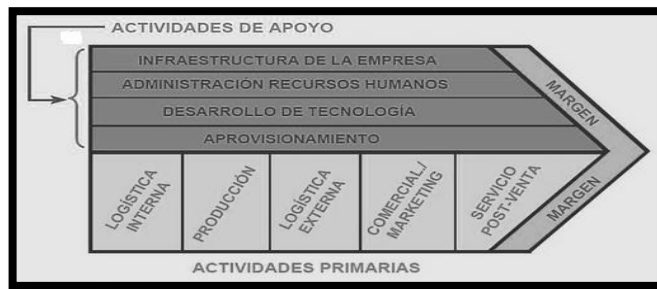 ACTIVIDADES DE APOYO
INFRAESTRUCTURA DE LA EMPRESA
ADMINISTRACIÓN RECURSOS HUMANOS
DESARROLLO DE TECNOLOGÍA
APROVISIONAMIENTO
MARGEN
LOGÍSTICA
INTERNA
PRODUCCIÓN
LOGÍSTICA
EXTERNA
COMERCIAL/
MARKETING
SERVICIO
POST-VENTA
MARGEN
ACTIVIDADES PRIMARIAS